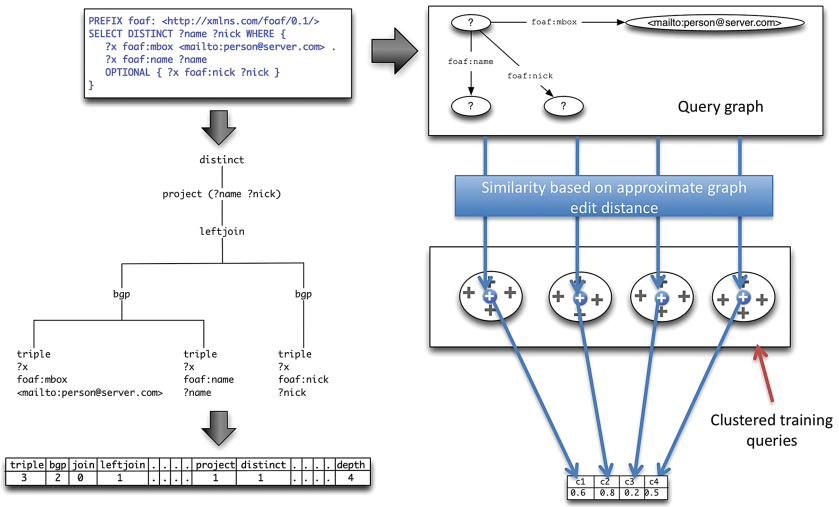 PREFIX foaf: <http://xmlns.com/foaf/0.1/>
SELECT DISTINCT ?name ?nick WHERE {
?x foaf:mbox <mailto:person@server.com> .
?x foaf:name ?name
OPTIONAL { ?x foaf:nick ?nick }
}
? foaf:mbox <mailto:person@server.com>
foaf:name
foaf:nick
? ?
Query graph
distinct
project (?name ?nick)
leftjoin
bgp bgp
triple triple triple
?x ?x ?x
foaf:mbox foaf:name foaf:nick
<mailto:person@server.com> ?name ?nick
triple bgp join leftjoin . . . . project distinct . . . . depth
3 2 0 1 . . . . 1 1 . . . . 4
Similarity based on approximate graph
edit distance
Clustered training
queries
c1 c2 c3 c4
0.6 0.8 0.2 0.5